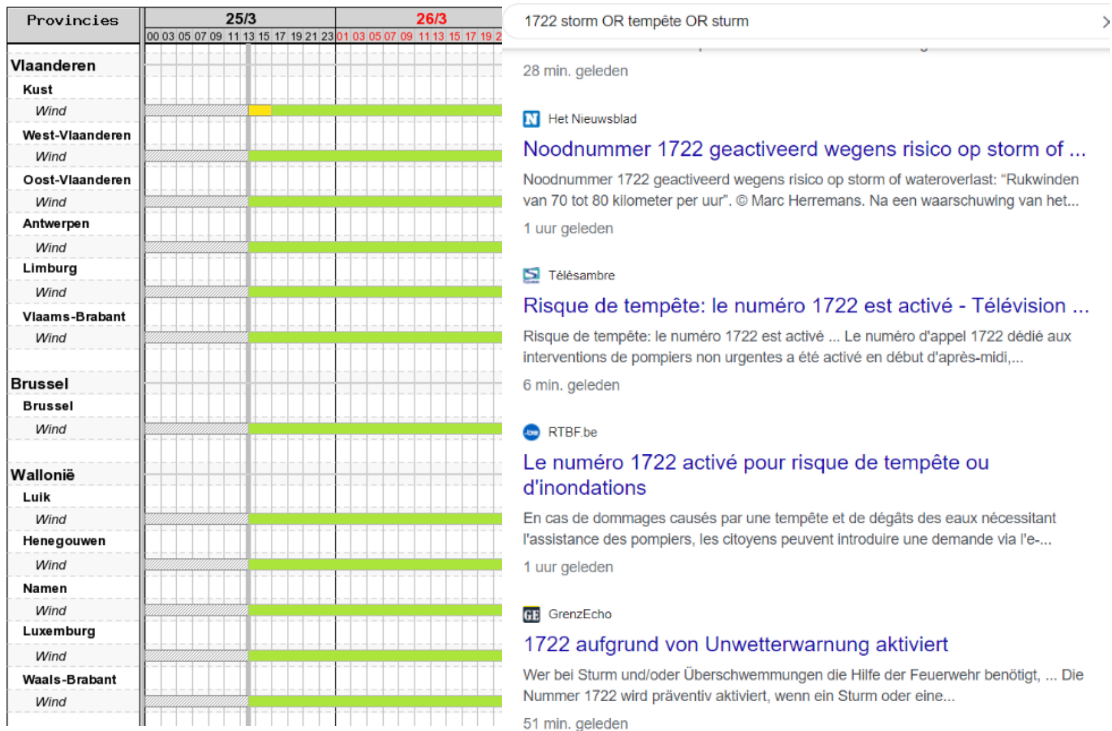 Provincies
25/3
26/3
00 03 05 07 09 11 13 15 17 19 21 23 01 03 05 07 09 11 13 15 17 19
Vlaanderen
Kust
Wind
West-Vlaanderen
Wind
Oost-Vlaanderen
Wind
Antwerpen
Wind
Limburg
Wind
Vlaams-Brabant
Wind
Brussel
Brussel
Wind
Wallonië
Luik
Wind
Henegouwen
Wind
Namen
Wind
Luxemburg
Wind
Waals-Brabant
Wind
1722 storm OR tempête OR sturm
28 min. geleden
Het Nieuwsblad
Noodnummer 1722 geactiveerd wegens risico op storm of ...
Noodnummer 1722 geactiveerd wegens risico op storm of wateroverlast: “Rukwinden
van 70 tot 80 kilometer per uur”. © Marc Herremans. Na een waarschuwing van het...
1 uur geleden
Télésambre
Risque de tempête: le numéro 1722 est activé - Télévision ...
Risque de tempête: le numéro 1722 est activé ... Le numéro d'appel 1722 dédié aux
interventions de pompiers non urgentes a été activé en début d'après-midi,...
6 min. geleden
RTBF.be
Le numéro 1722 activé pour risque de tempête ou
d'inondations
En cas de dommages causés par une tempête et de dégâts des eaux nécessitant
l'assistance des pompiers, les citoyens peuvent introduire une demande via l'e-...
1 uur geleden
GE GrenzEcho
1722 aufgrund von Unwetterwarnung aktiviert
Wer bei Sturm und/oder Überschwemmungen die Hilfe der Feuerwehr benötigt, ... Die
Nummer 1722 wird präventiv aktiviert, wenn ein Sturm oder eine...
51 min. geleden